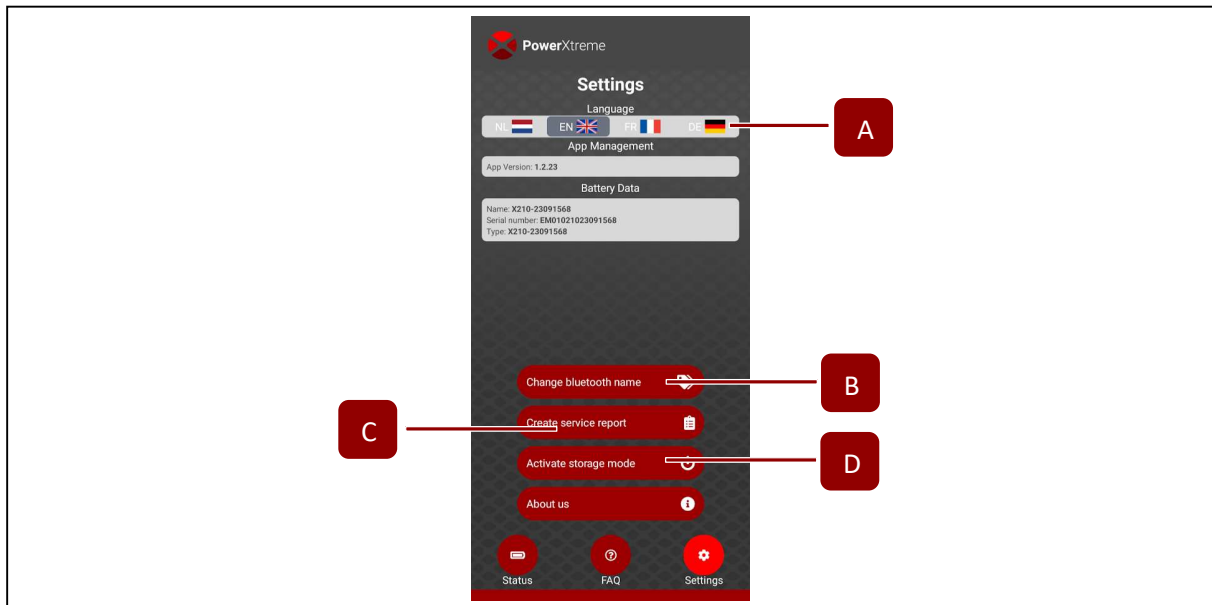 PowerXtreme
Settings
Language
NL EN FR DE
A
App Management
App Version: 1.2.23
Battery Data
Name: X210-23091568
Serial number: EM01021023091568
Type: X210-23091568
Change bluetooth name
B
C
Create service report
Activate storage mode
D
About us
Status FAQ Settings